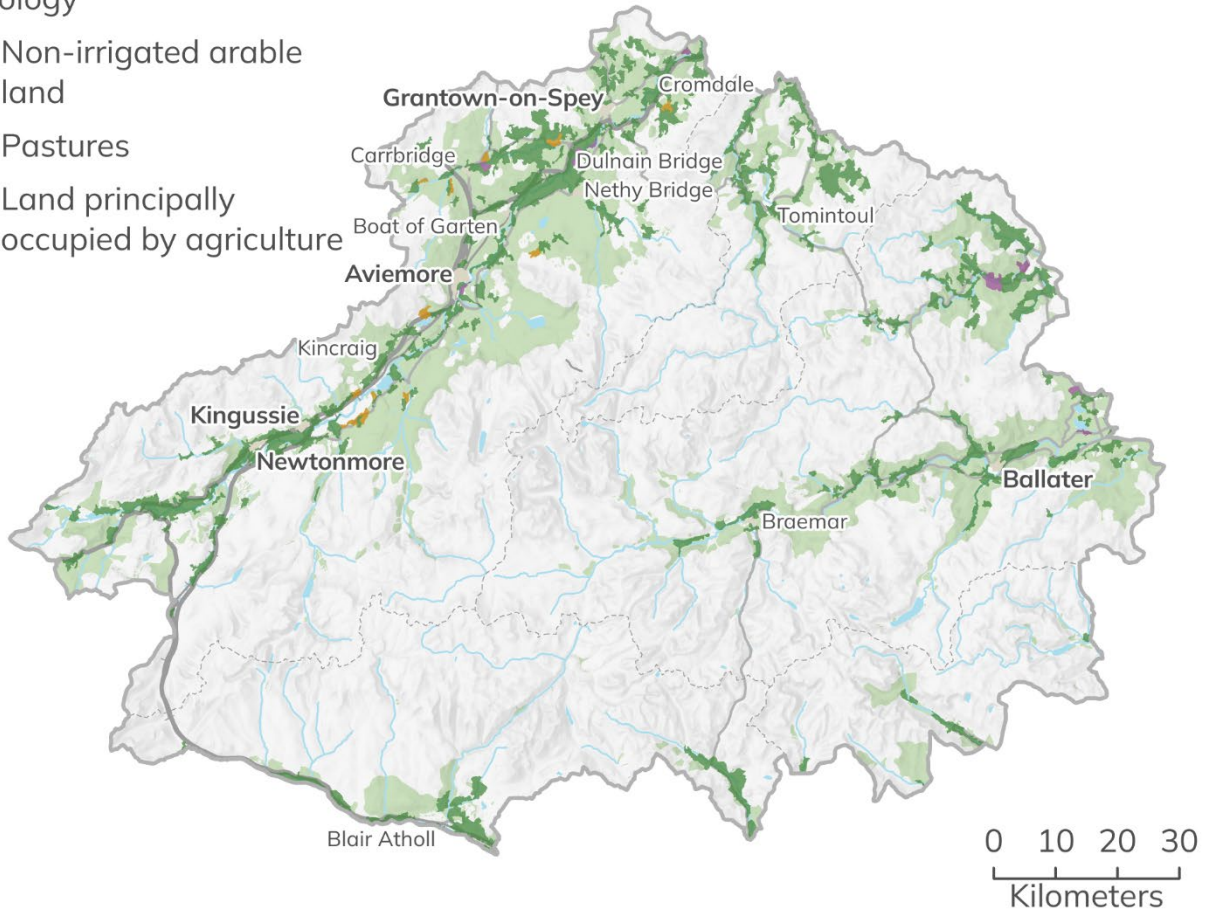 ology
Non-irrigated arable
land
Pastures
Land principally
occupied by agriculture
Cromdale
Grantown-on-Spey
Carrbridge
Dulnain Bridge
Nethy Bridge
Boat of Garten
Tomintoul
Aviemore
Kincraig
Kingussie
Newtonmore
Ballater
Braemar
Blair Atholl
0 10 20 30
Kilometers